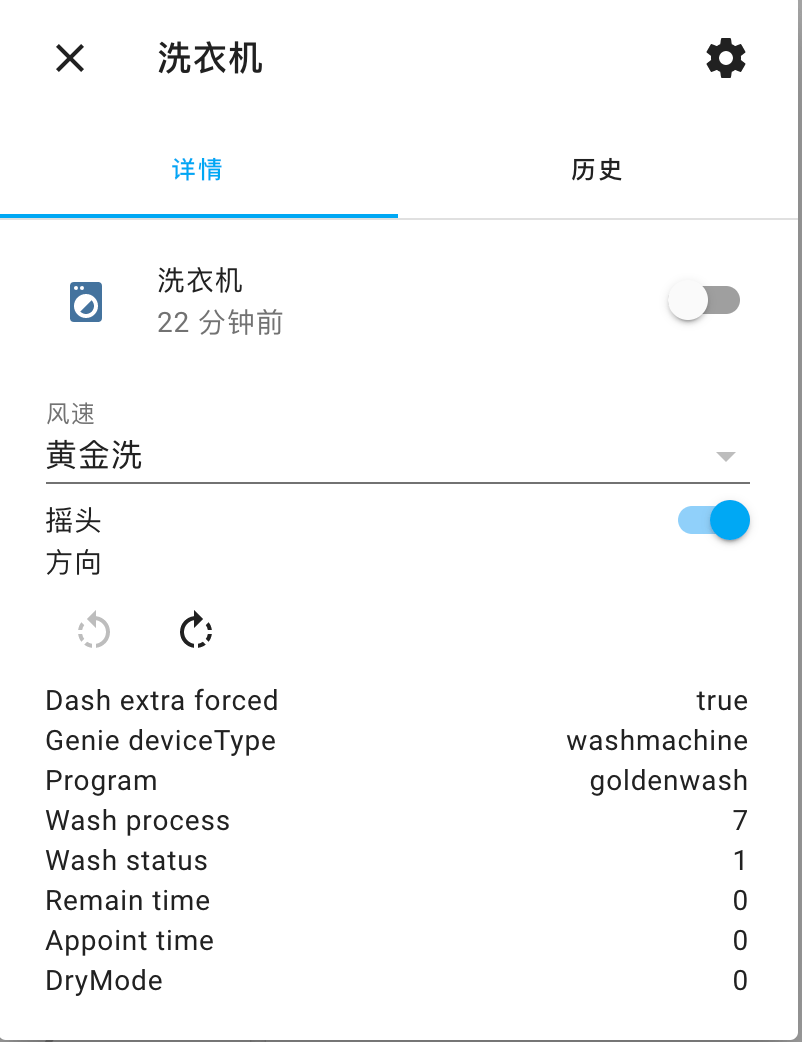 洗衣机
详情 历史
洗衣机
22 分钟前
风速
黄金洗
摇头
方向
Dash extra forced true
Genie deviceType washmachine
Program goldenwash
Wash process 7
Wash status 1
Remain time 0
Appoint time 0
DryMode 0